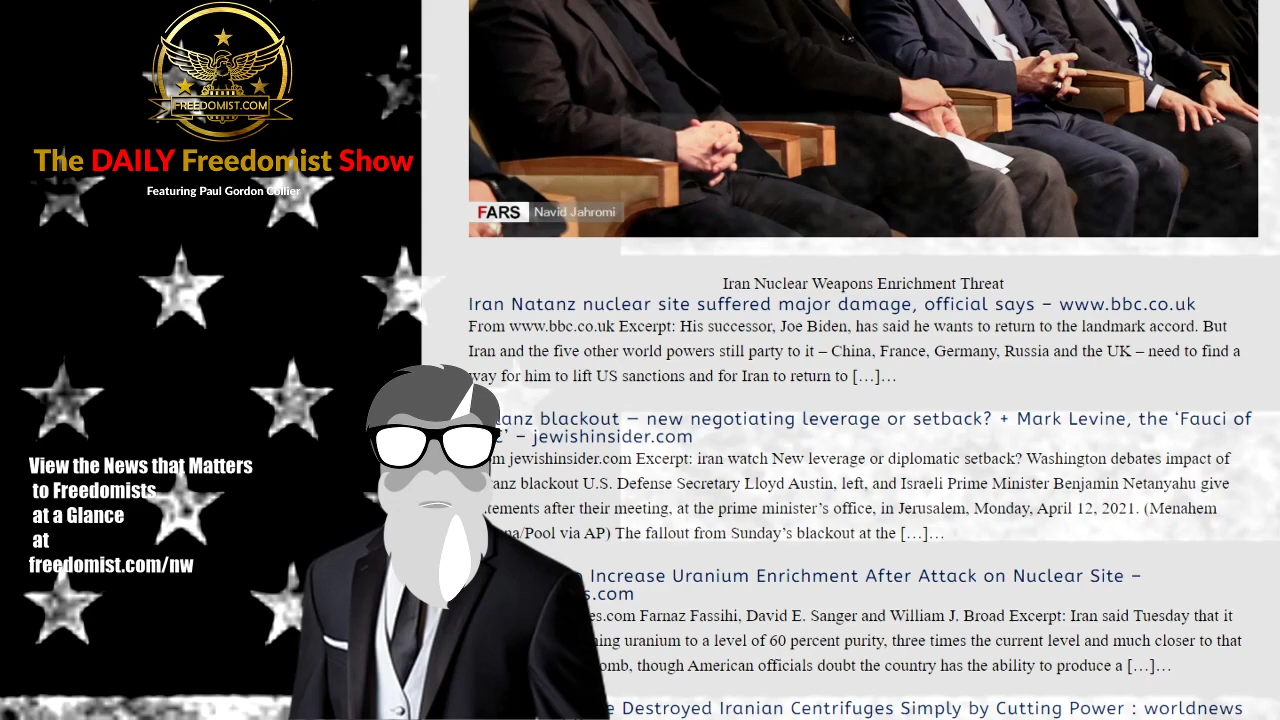 FREEDOMIST.COM
The DAILY Freedomist Show
Featuring Paul Gordon Collier
View the News that Matters
to Freedomists
at a Glance
at
freedomist.com/nw
FARS Navid Jahromi
Iran Nuclear Weapons Enrichment Threat
Iran Natanz nuclear site suffered major damage, official says – www.bbc.co.uk
From www.bbc.co.uk Excerpt: His successor, Joe Biden, has said he wants to return to the landmark accord. But
Iran and the five other world powers still party to it – China, France, Germany, Russia and the UK – need to find a
way for him to lift US sanctions and for Iran to return to […]…
blackout – new negotiating leverage or setback? + Mark Levine, the ‘Fauci of
– jewishinsider.com
jewishinsider.com Excerpt: iran watch New leverage or diplomatic setback? Washington debates impact of
blackout U.S. Defense Secretary Lloyd Austin, left, and Israeli Prime Minister Benjamin Netanyahu give
after their meeting, at the prime minister’s office, in Jerusalem, Monday, April 12, 2021. (Menahem
via AP) The fallout from Sunday’s blackout at the […]…
Increase Uranium Enrichment After Attack on Nuclear Site –
Farnaz Fassihi, David E. Sanger and William J. Broad Excerpt: Iran said Tuesday that it
uranium to a level of 60 percent purity, three times the current level and much closer to that
though American officials doubt the country has the ability to produce a […]…
Destroyed Iranian Centrifuges Simply by Cutting Power : worldnews